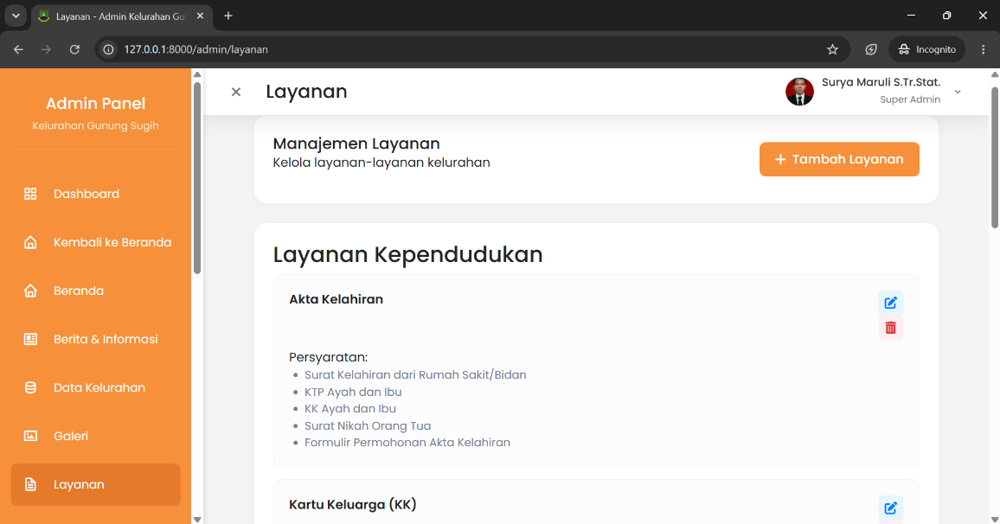 Layanan - Admin Kelurahan Gu
127.0.0.1:8000/admin/layanan
Incognito
Admin Panel
Kelurahan Gunung Sugih
Dashboard
Kembali ke Beranda
Beranda
Berita & Informasi
Data Kelurahan
Galeri
Layanan
Layanan
Surya Maruli S.Tr.Stat.
Super Admin
Manajemen Layanan
Kelola layanan-layanan kelurahan
+ Tambah Layanan
Layanan Kependudukan
Akta Kelahiran
Persyaratan:
• Surat Kelahiran dari Rumah Sakit/Bidan
• KTP Ayah dan Ibu
• KK Ayah dan Ibu
• Surat Nikah Orang Tua
• Formulir Permohonan Akta Kelahiran
Kartu Keluarga (KK)